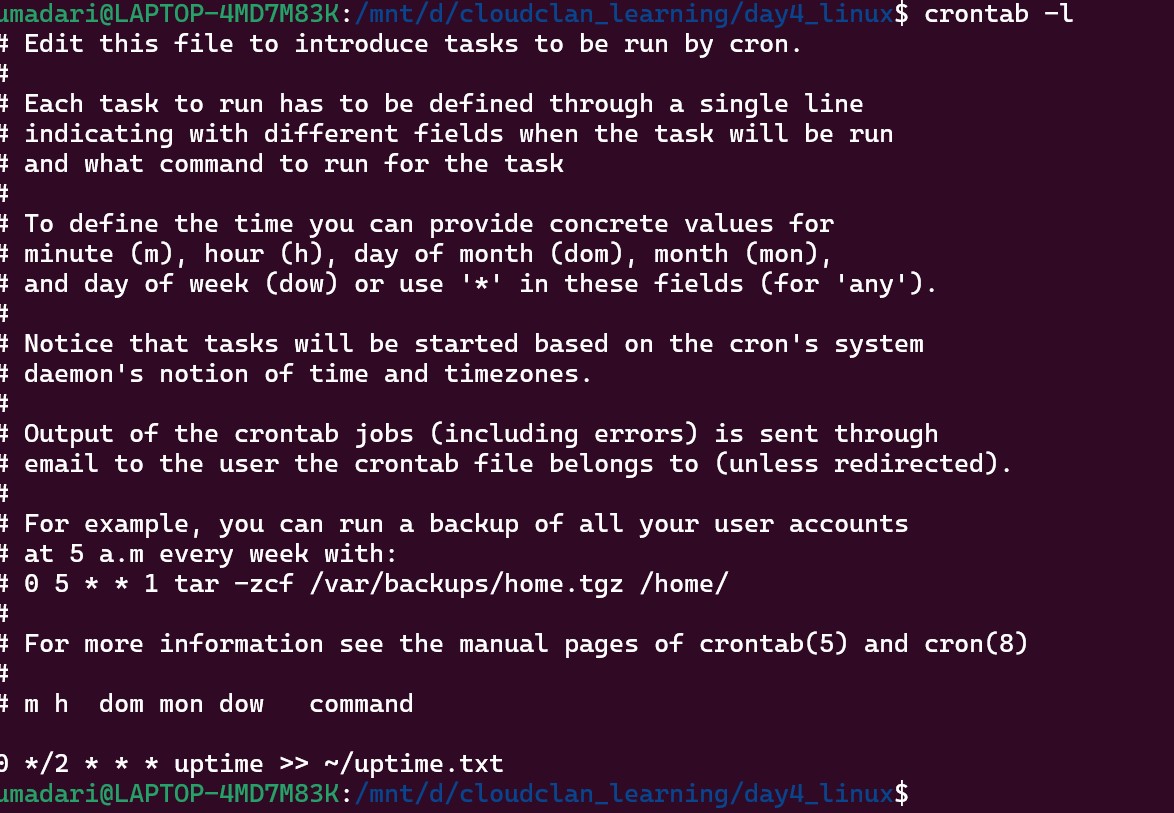 umadari@LAPTOP-4MD7M83K:/mnt/d/cloudclan_learning/day4_linux$ crontab -l
# Edit this file to introduce tasks to be run by cron.
#
# Each task to run has to be defined through a single line
# indicating with different fields when the task will be run
# and what command to run for the task
#
# To define the time you can provide concrete values for
# minute (m), hour (h), day of month (dom), month (mon),
# and day of week (dow) or use '*' in these fields (for 'any').
#
# Notice that tasks will be started based on the cron's system
# daemon's notion of time and timezones.
#
# Output of the crontab jobs (including errors) is sent through
# email to the user the crontab file belongs to (unless redirected).
#
# For example, you can run a backup of all your user accounts
# at 5 a.m every week with:
# 0 5 * * 1 tar -zcf /var/backups/home.tgz /home/
#
# For more information see the manual pages of crontab(5) and cron(8)
#
# m h  dom mon dow   command

0 */2 * * * uptime >> ~/uptime.txt
umadari@LAPTOP-4MD7M83K:/mnt/d/cloudclan_learning/day4_linux$